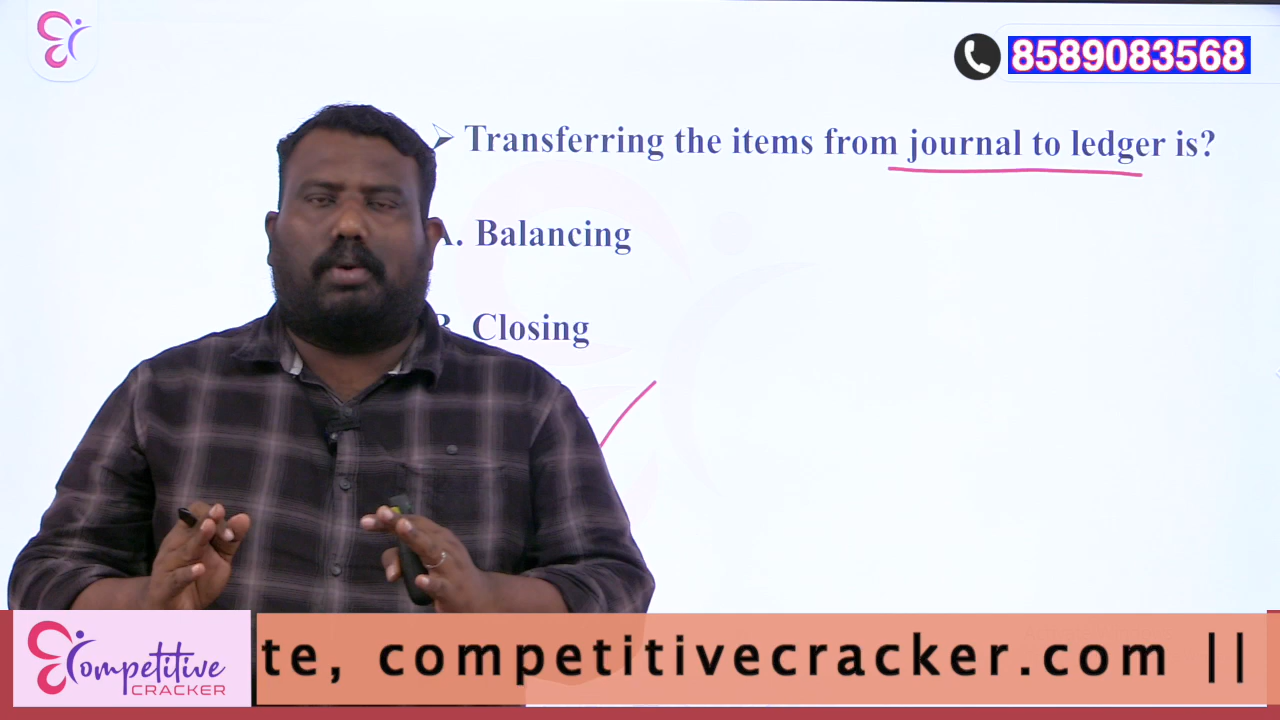 8589083568
➢ Transferring the items from journal to ledger is?
A. Balancing
B. Closing
Competitive
CRACKER
te, competitivecracker.com ||